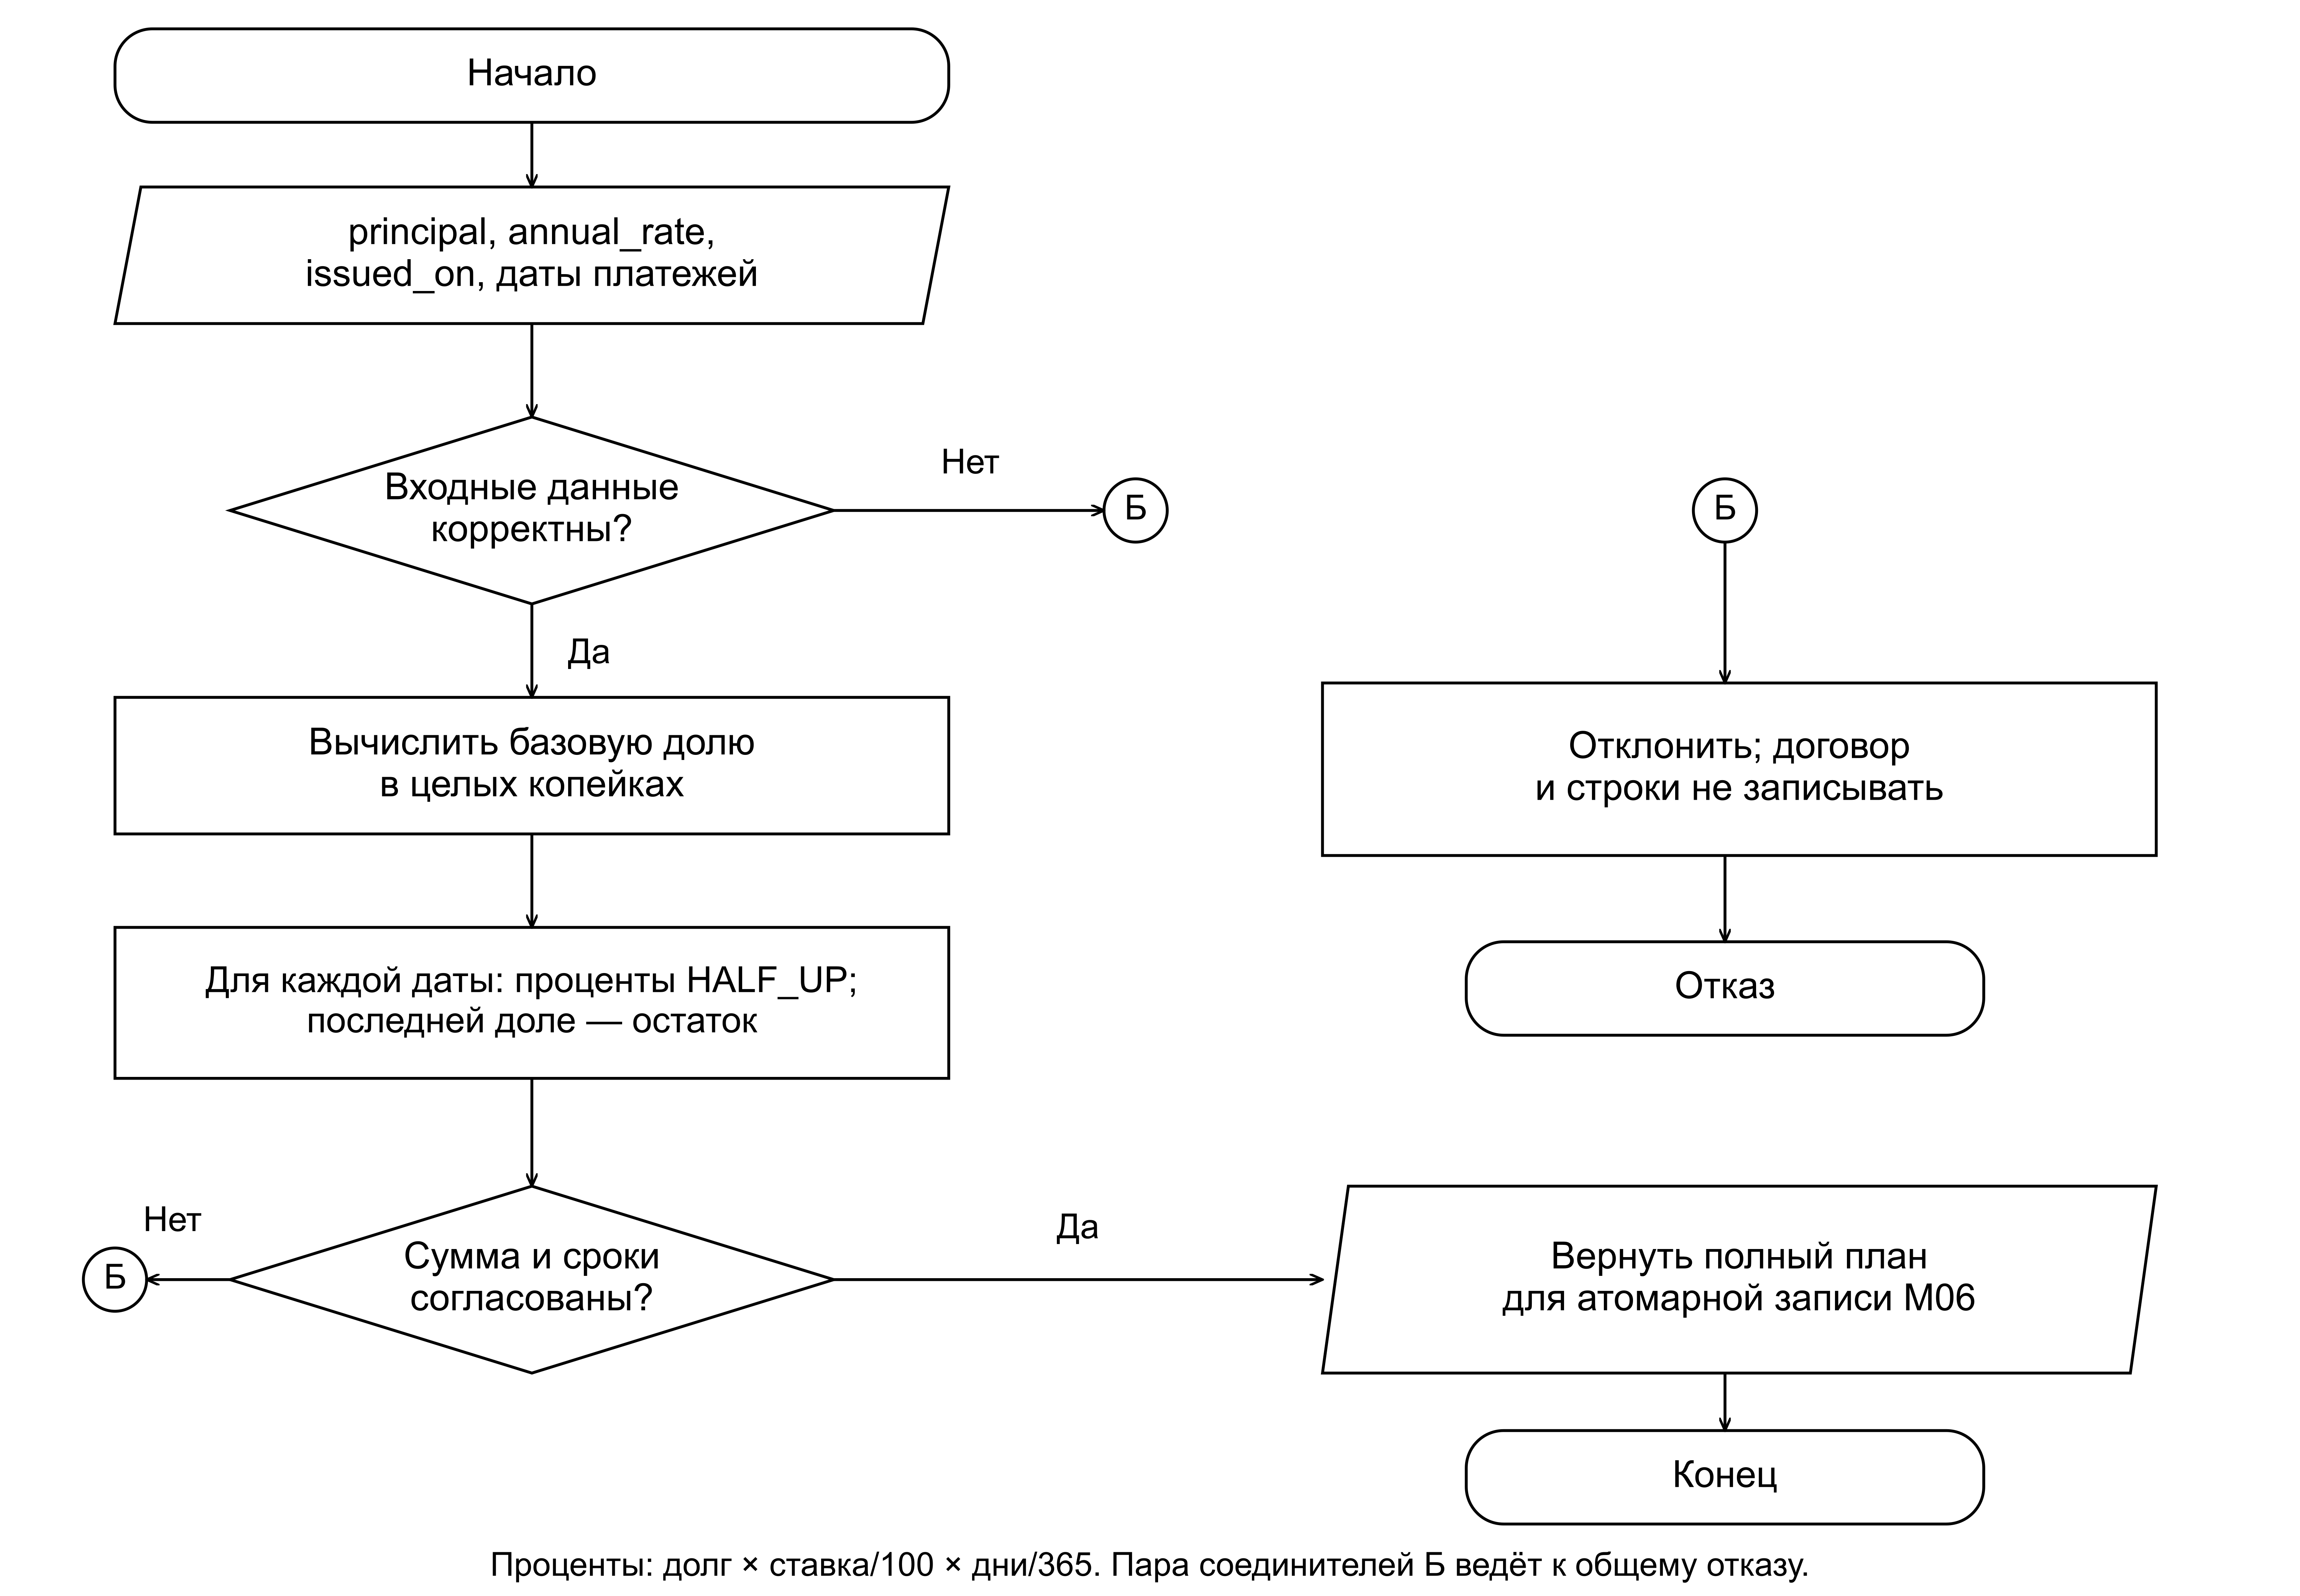 Начало
principal, annual_rate,
issued_on, даты платежей
Входные данные
корректны?
Нет
Б
Б
Да
Вычислить базовую долю
в целых копейках
Отклонить; договор
и строки не записывать
Для каждой даты: проценты HALF_UP;
последней доле — остаток
Отказ
Нет
Б
Сумма и сроки
согласованы?
Да
Вернуть полный план
для атомарной записи М06
Конец
Проценты: долг × ставка/100 × дни/365. Пара соединителей Б ведёт к общему отказу.